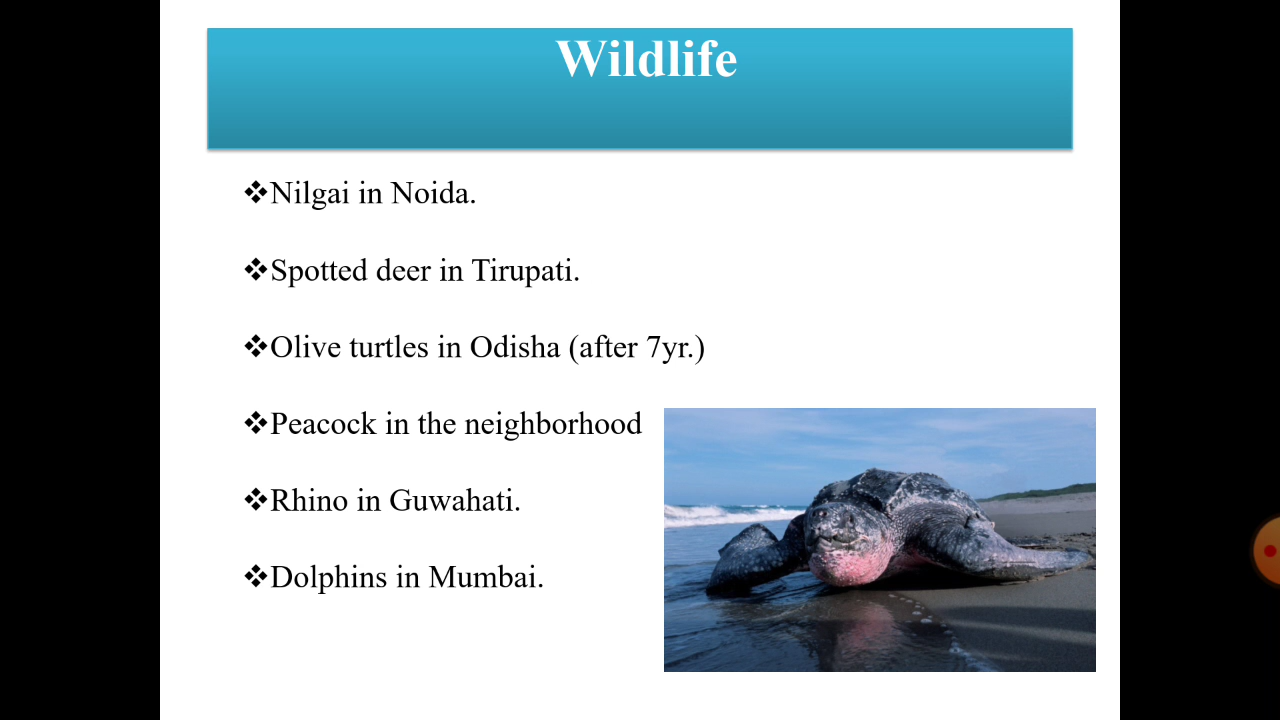 Wildlife
❖Nilgai in Noida.
❖Spotted deer in Tirupati.
❖Olive turtles in Odisha (after 7yr.)
❖Peacock in the neighborhood
❖Rhino in Guwahati.
❖Dolphins in Mumbai.